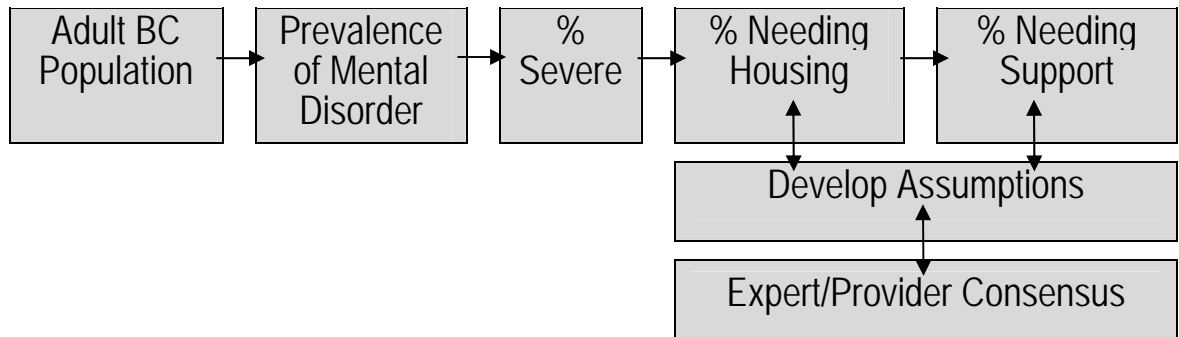 Adult BC
Population
Prevalence
of Mental
Disorder
%
Severe
% Needing
Housing
% Needing
Support
Develop Assumptions
Expert/Provider Consensus